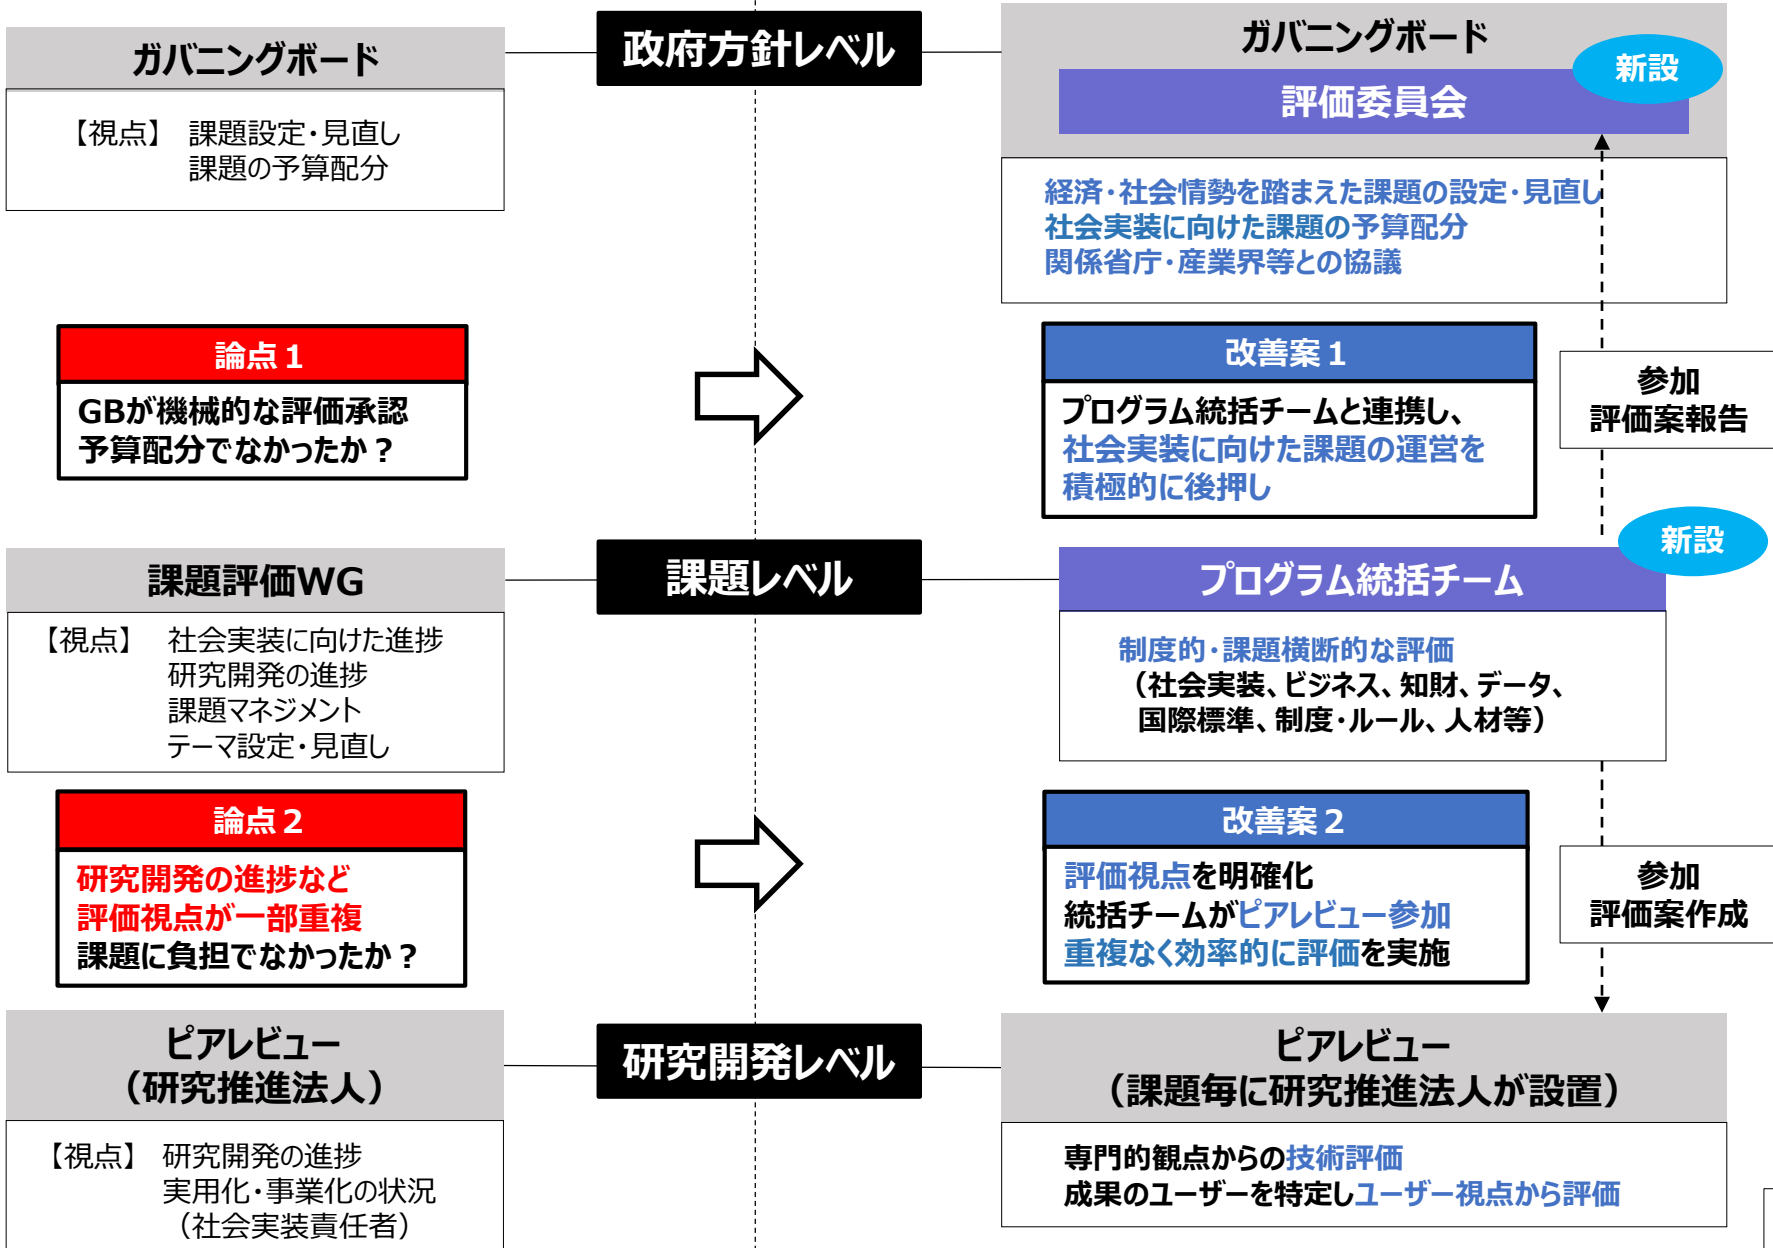 政府方針レベル
ガバニングボード
【視点】 課題設定・見直し
課題の予算配分
ガバニングボード
新設
評価委員会
経済・社会情勢を踏まえた課題の設定・見直し
社会実装に向けた課題の予算配分
関係省庁・産業界等との協議
論点１
GBが機械的な評価承認
予算配分でなかったか？
改善案１
プログラム統括チームと連携し、
社会実装に向けた課題の運営を
積極的に後押し
参加
評価案報告
課題レベル
課題評価WG
【視点】 社会実装に向けた進捗
研究開発の進捗
課題マネジメント
テーマ設定・見直し
新設
プログラム統括チーム
制度的・課題横断的な評価
（社会実装、ビジネス、知財、データ、
国際標準、制度・ルール、人材等）
論点２
研究開発の進捗など
評価視点が一部重複
課題に負担でなかったか？
改善案２
評価視点を明確化
統括チームがピアレビュー参加
重複なく効率的に評価を実施
参加
評価案作成
研究開発レベル
ピアレビュー
（研究推進法人）
【視点】 研究開発の進捗
実用化・事業化の状況
（社会実装責任者）
ピアレビュー
（課題毎に研究推進法人が設置）
専門的観点からの技術評価
成果のユーザーを特定しユーザー視点から評価